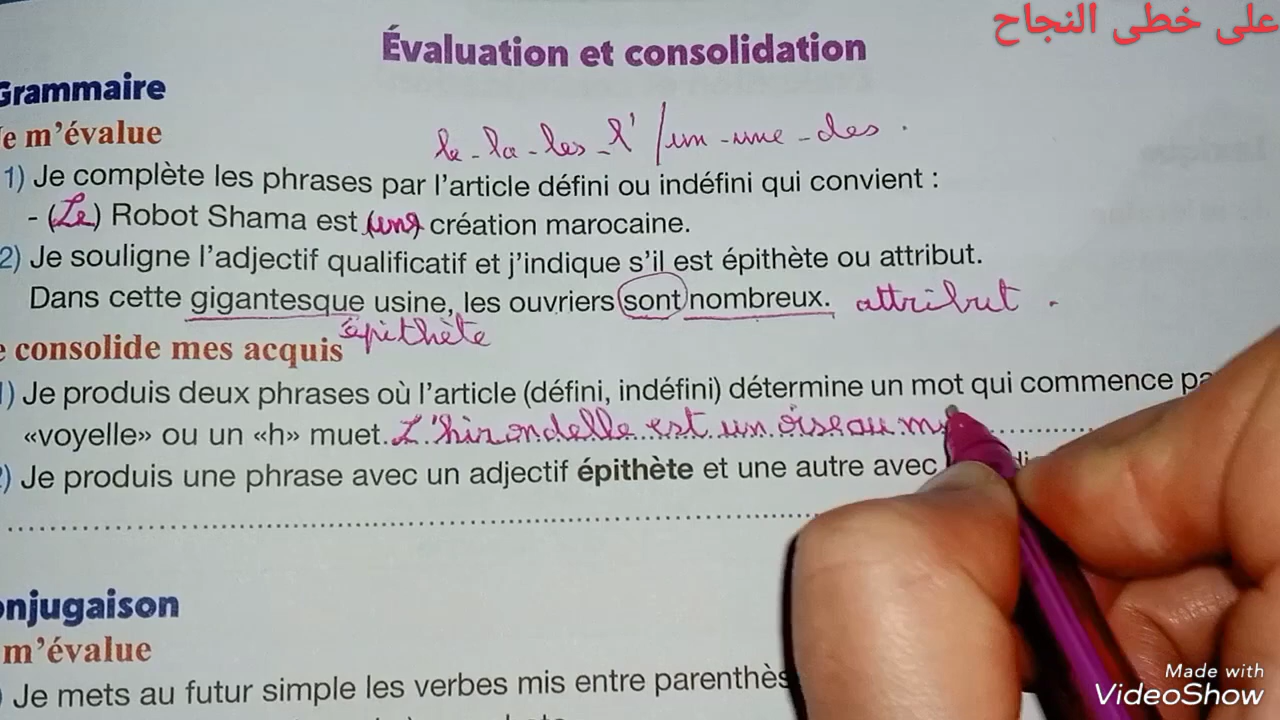 على خطى النجاح
Évaluation et consolidation
Grammaire
Je m'évalue
le - la - les - l' / un - une - des .
1) Je complète les phrases par l'article défini ou indéfini qui convient :
- (Le) Robot Shama est (une) création marocaine.
2) Je souligne l'adjectif qualificatif et j'indique s'il est épithète ou attribut.
Dans cette gigantesque usine, les ouvriers sont nombreux. attribut .
épithète
e consolide mes acquis
1) Je produis deux phrases où l'article (défini, indéfini) détermine un mot qui commence pa
«voyelle» ou un «h» muet. L'hirondelle est un oiseau m
2) Je produis une phrase avec un adjectif épithète et une autre avec
onjugaison
m'évalue
) Je mets au futur simple les verbes mis entre parenthès
Made with
VideoShow